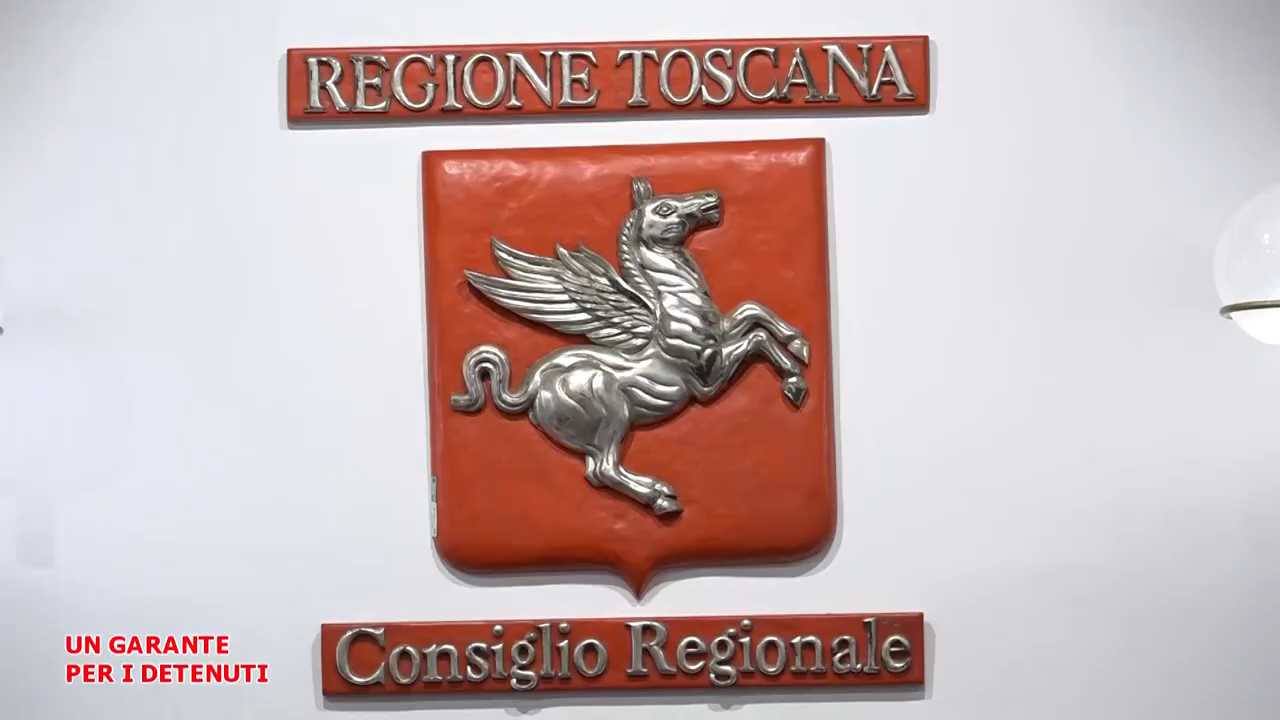 REGIONE TOSCANA
Consiglio Regionale
UN GARANTE
PER I DETENUTI